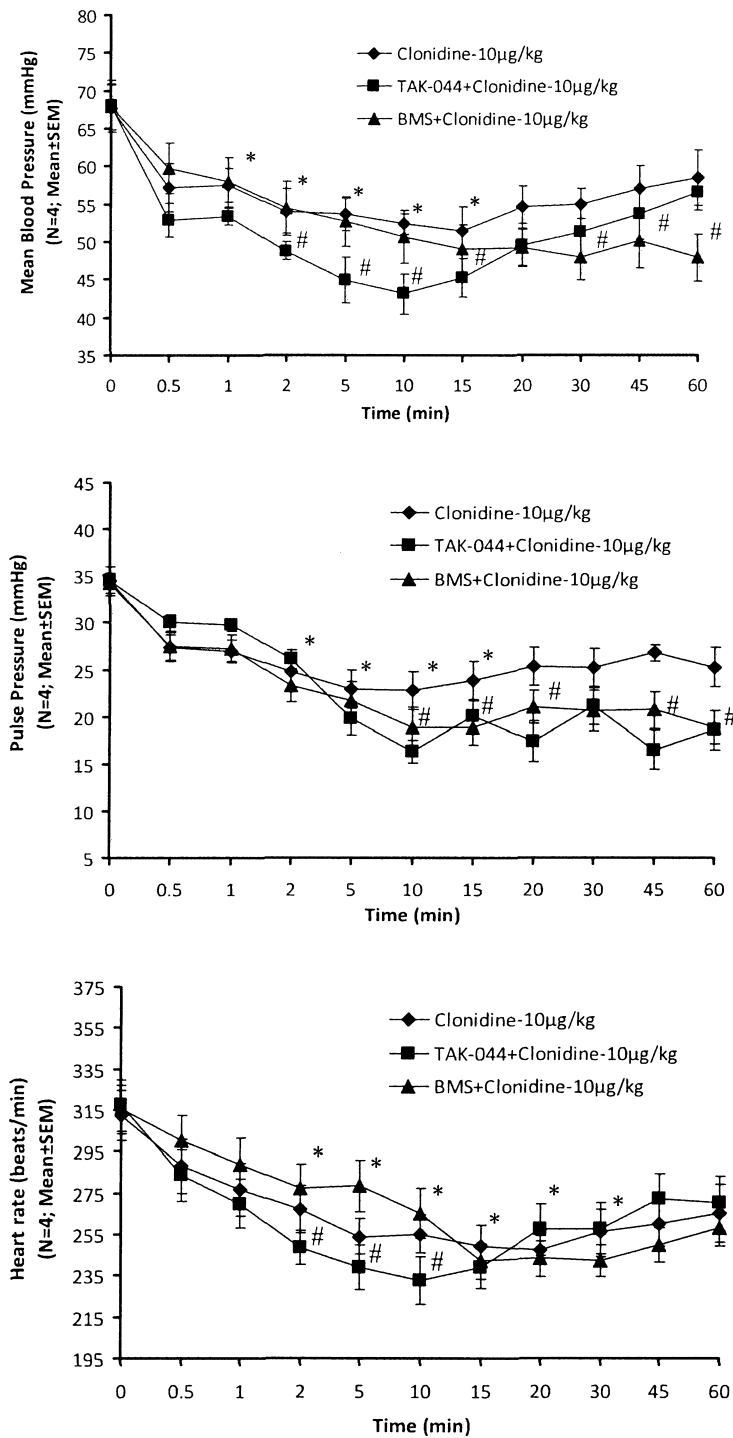 80
75
70
65
60
55
50
45
40
35
Mean Blood Pressure (mmHg)
(N=4; Mean±SEM)
Clonidine-10µg/kg
TAK-044+Clonidine-10µg/kg
BMS+Clonidine-10µg/kg
* * * * *
# # # # # # #
0 0.5 1 2 5 10 15 20 30 45 60
Time (min)
45
40
35
30
25
20
15
10
5
Pulse Pressure (mmHg)
(N=4; Mean±SEM)
Clonidine-10µg/kg
TAK-044+Clonidine-10µg/kg
BMS+Clonidine-10µg/kg
* * * *
# # # # #
0 0.5 1 2 5 10 15 20 30 45 60
Time (min)
375
355
335
315
295
275
255
235
215
195
Heart rate (beats/min)
(N=4; Mean±SEM)
Clonidine-10µg/kg
TAK-044+Clonidine-10µg/kg
BMS+Clonidine-10µg/kg
* * * * * *
# # #
0 0.5 1 2 5 10 15 20 30 45 60
Time (min)